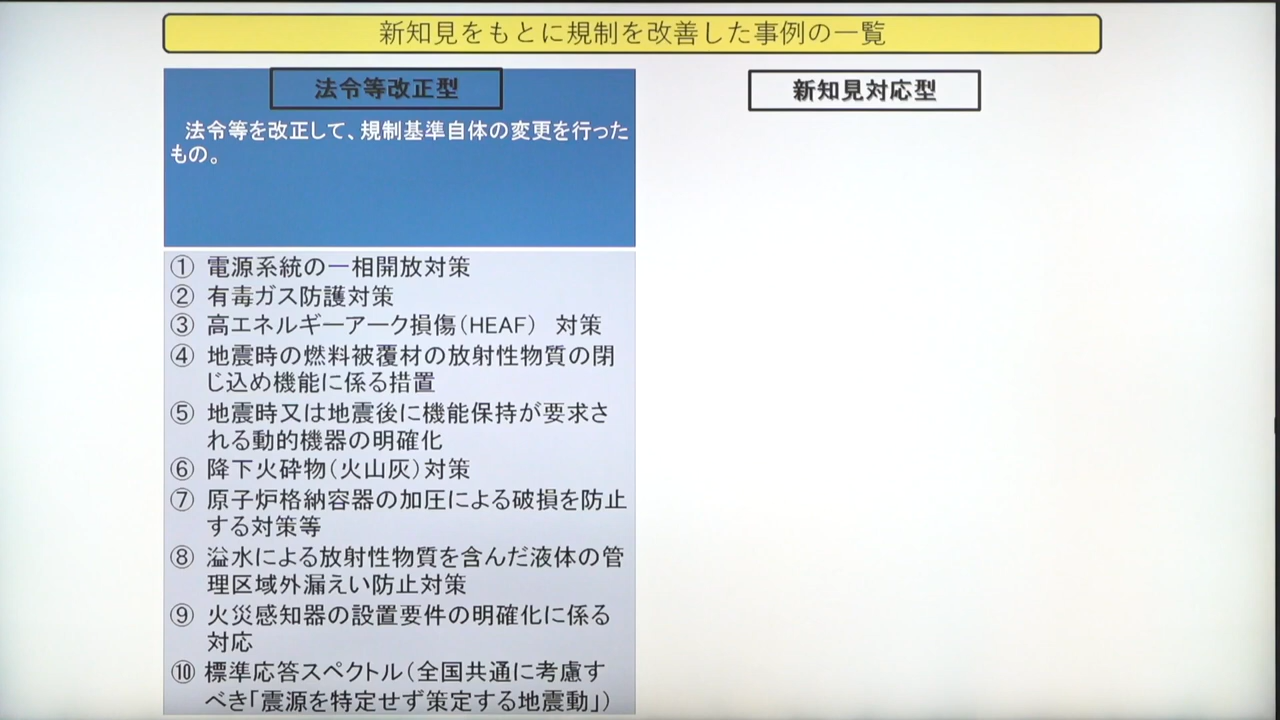 新知見をもとに規制を改善した事例の一覧
法令等改正型
法令等を改正して、規制基準自体の変更を行った
もの。
① 電源系統の一相開放対策
② 有毒ガス防護対策
③ 高エネルギーアーク損傷(HEAF) 対策
④ 地震時の燃料被覆材の放射性物質の閉
じ込め機能に係る措置
⑤ 地震時又は地震後に機能保持が要求さ
れる動的機器の明確化
⑥ 降下火砕物(火山灰)対策
⑦ 原子炉格納容器の加圧による破損を防止
する対策等
⑧ 溢水による放射性物質を含んだ液体の管
理区域外漏えい防止対策
⑨ 火災感知器の設置要件の明確化に係る
対応
⑩ 標準応答スペクトル(全国共通に考慮す
べき「震源を特定せず策定する地震動」)
新知見対応型